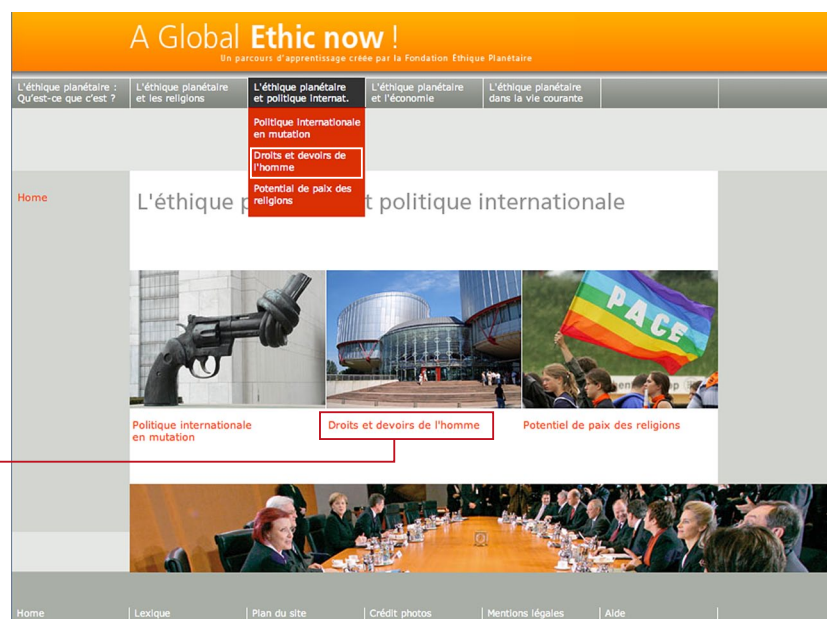 A Global Ethic now !
Un parcours d'apprentissage créée par la Fondation Éthique Planétaire
L'éthique planétaire :
Qu'est-ce que c'est ?
L'éthique planétaire
et les religions
L'éthique planétaire
et politique internat.
L'éthique planétaire
et l'économie
L'éthique planétaire
dans la vie courante
Politique internationale
en mutation
Droits et devoirs de
l'homme
Potential de paix des
religions
Home
L'éthique p
t politique internationale
PACE
Politique internationale
en mutation
Droits et devoirs de l'homme
Potentiel de paix des religions
Home
Lexique
Plan du site
Crédit photos
Mentions légales
Aide